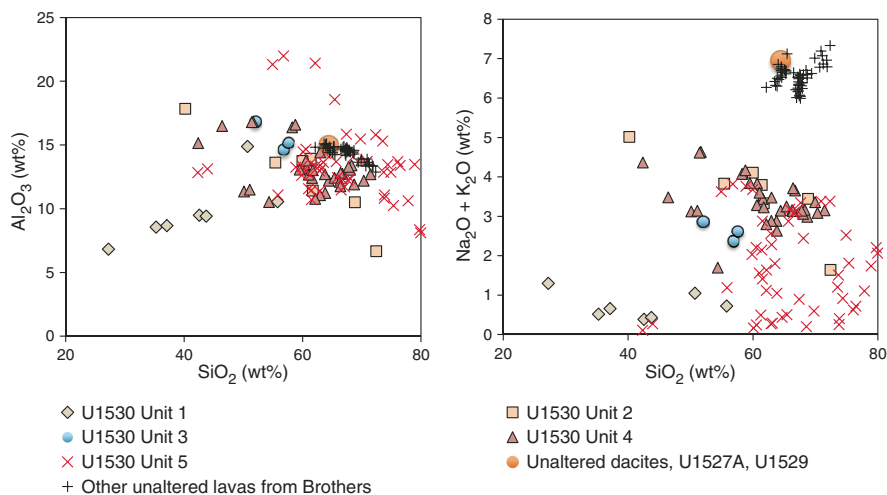 25
20
15
10
5
0
Al₂O₃ (wt%)
20
40
60
80
SiO₂ (wt%)
8
7
6
5
4
3
2
1
0
Na₂O + K₂O (wt%)
20
40
60
80
SiO₂ (wt%)
U1530 Unit 1
U1530 Unit 3
U1530 Unit 5
Other unaltered lavas from Brothers
U1530 Unit 2
U1530 Unit 4
Unaltered dacites, U1527A, U1529